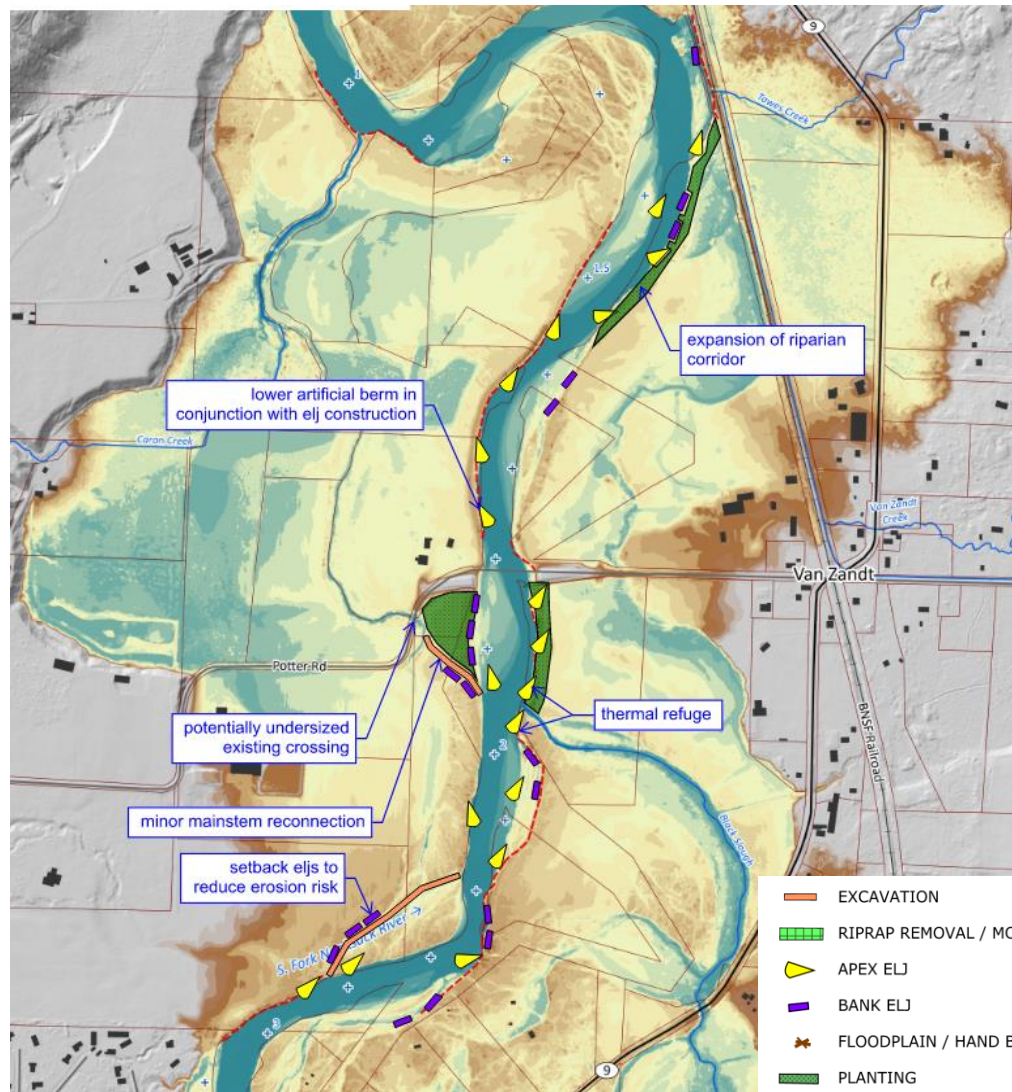 9
1
Tawes Creek
1.5
expansion of riparian
corridor
lower artificial berm in
conjunction with elj construction
Caron Creek
Van Zandt
Creek
Van Zandt
Potter Rd
thermal refuge
potentially undersized
existing crossing
2
BNSF Railroad
minor mainstem reconnection
Black Slough
setback eljs to
reduce erosion risk
S. Fork River →
3
9
EXCAVATION
RIPRAP REMOVAL /
APEX ELJ
BANK ELJ
FLOODPLAIN / HAND
PLANTING